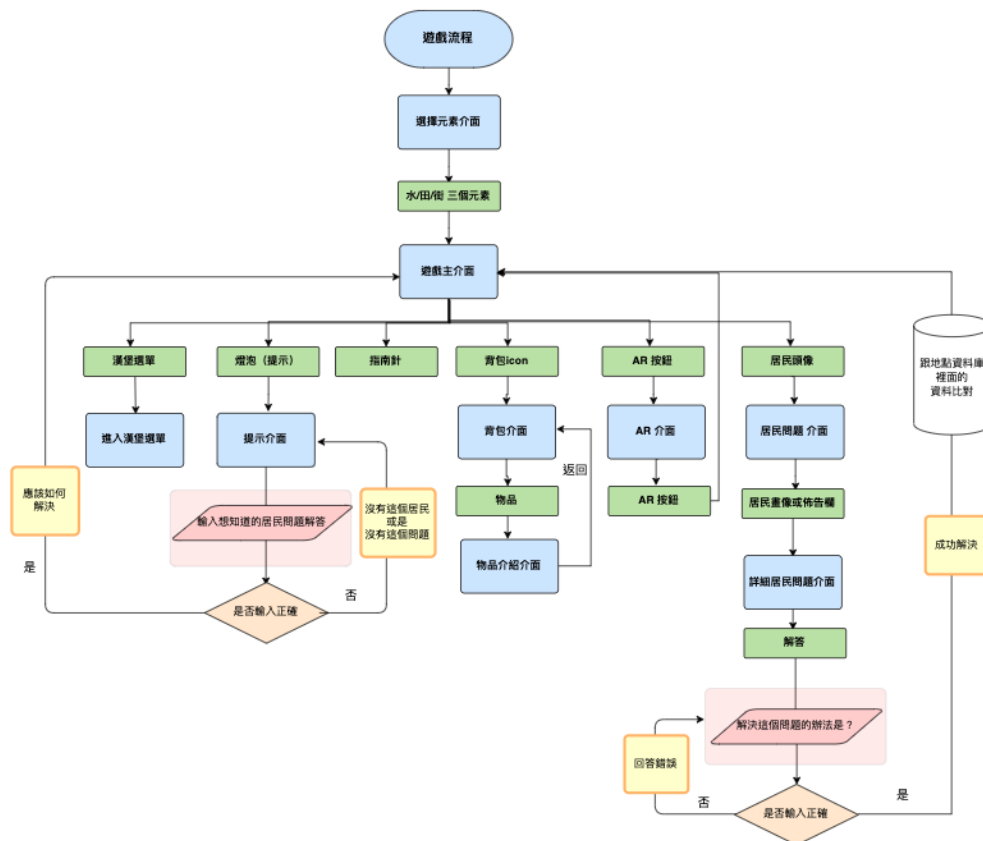 遊戲流程
選擇元素介面
水/田/街 三個元素
遊戲主介面
漢堡選單
燈泡（提示）
指南針
背包icon
AR 按鈕
居民頭像
跟地點資料庫
裡面的
資料比對
進入漢堡選單
提示介面
背包介面
AR 介面
居民問題 介面
返回
應該如何
解決
輸入想知道的居民問題解答
沒有這個居民
或是
沒有這個問題
物品
AR 按鈕
居民畫像或佈告欄
成功解決
是
否
是否輸入正確
物品介紹介面
詳細居民問題介面
解答
解決這個問題的辦法是？
回答錯誤
否
是
是否輸入正確